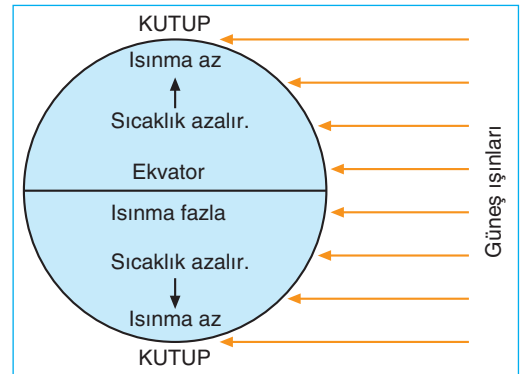 KUTUP
Isınma az
Sıcaklık azalır.
Ekvator
Isınma fazla
Sıcaklık azalır.
Isınma az
KUTUP
Güneş ışınları